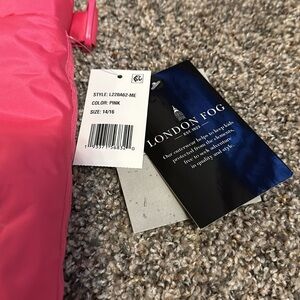 STYLE: L228A62-ME
COLOR: PINK
SIZE: 14/16
LONDON FOG
EST. 1923
Our outerwear helps to keep kids
protected from the elements,
free to seek adventure
in quality and style.